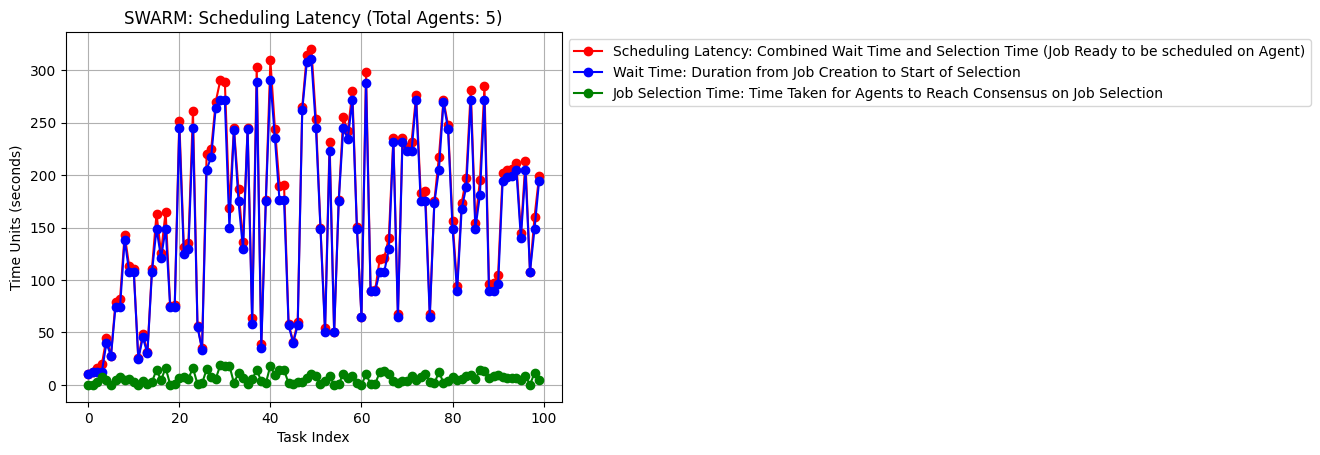 SWARM: Scheduling Latency (Total Agents: 5)
Scheduling Latency: Combined Wait Time and Selection Time (Job Ready to be scheduled on Agent)
Wait Time: Duration from Job Creation to Start of Selection
Job Selection Time: Time Taken for Agents to Reach Consensus on Job Selection
Time Units (seconds)
300
250
200
150
100
50
0
0 20 40 60 80 100
Task Index